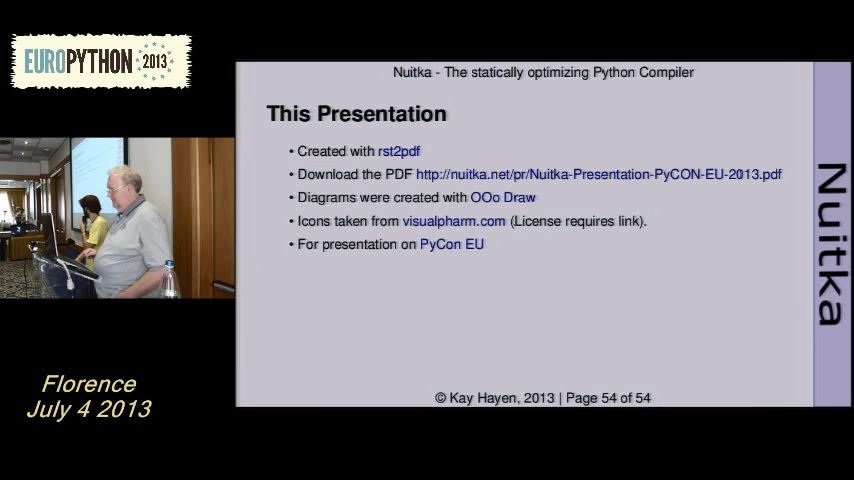 EUROPYTHON 2013
Nuitka - The statically optimizing Python Compiler
This Presentation
• Created with rst2pdf
• Download the PDF http://nuitka.net/pr/Nuitka-Presentation-PyCON-EU-2013.pdf
• Diagrams were created with OOo Draw
• Icons taken from visualpharm.com (License requires link).
• For presentation on PyCon EU
Nuitka
© Kay Hayen, 2013 | Page 54 of 54
Florence
July 4 2013